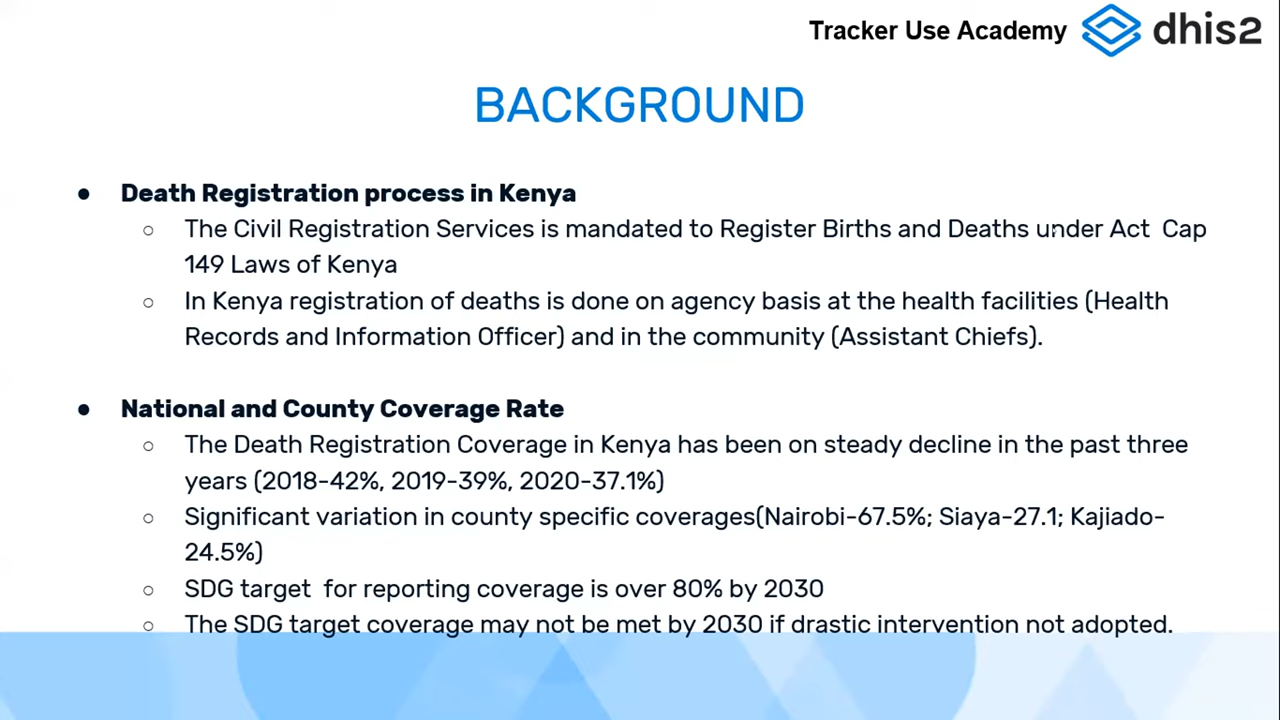 Tracker Use Academy dhis2
BACKGROUND
● Death Registration process in Kenya
○ The Civil Registration Services is mandated to Register Births and Deaths under Act Cap
149 Laws of Kenya
○ In Kenya registration of deaths is done on agency basis at the health facilities (Health
Records and Information Officer) and in the community (Assistant Chiefs).
● National and County Coverage Rate
○ The Death Registration Coverage in Kenya has been on steady decline in the past three
years (2018-42%, 2019-39%, 2020-37.1%)
○ Significant variation in county specific coverages(Nairobi-67.5%; Siaya-27.1; Kajiado-
24.5%)
○ SDG target for reporting coverage is over 80% by 2030
○ The SDG target coverage may not be met by 2030 if drastic intervention not adopted.